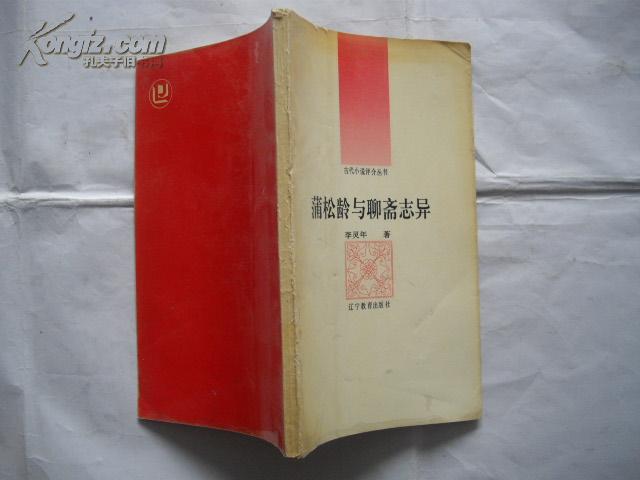 Kongfz.com
孔夫子旧书网
古代小说评介丛书
蒲松龄与聊斋志异
李灵年 著
辽宁教育出版社